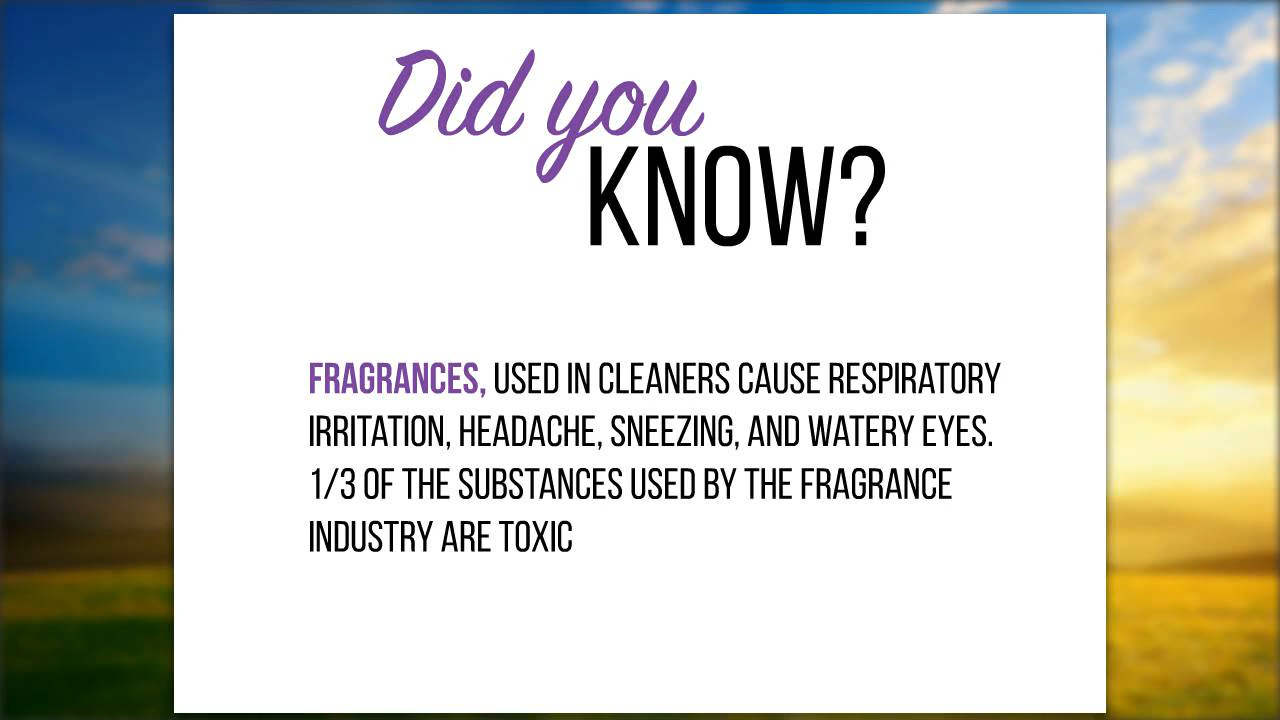 Did you
KNOW?
FRAGRANCES, USED IN CLEANERS CAUSE RESPIRATORY
IRRITATION, HEADACHE, SNEEZING, AND WATERY EYES.
1/3 OF THE SUBSTANCES USED BY THE FRAGRANCE
INDUSTRY ARE TOXIC